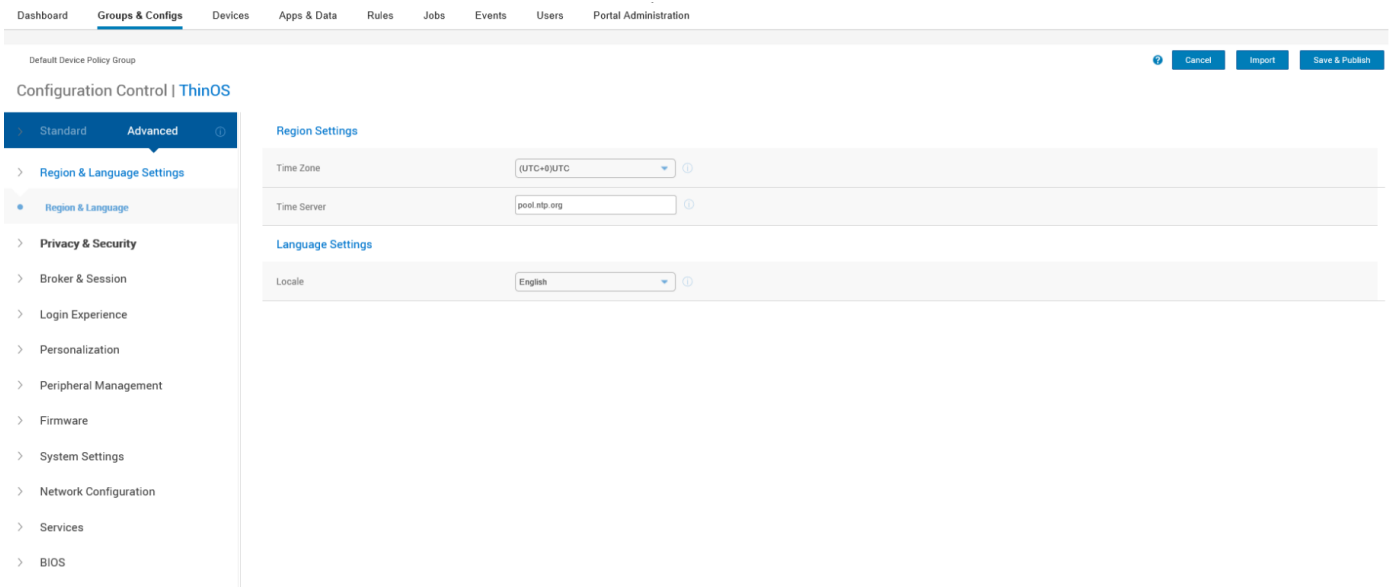 Dashboard Groups & Configs Devices Apps & Data Rules Jobs Events Users Portal Administration
Default Device Policy Group
Cancel Import Save & Publish
Configuration Control | ThinOS
Standard Advanced
Region Settings
Region & Language Settings
Time Zone (UTC+0)UTC
Region & Language
Time Server pool.ntp.org
Privacy & Security
Language Settings
Broker & Session
Locale English
Login Experience
Personalization
Peripheral Management
Firmware
System Settings
Network Configuration
Services
BIOS